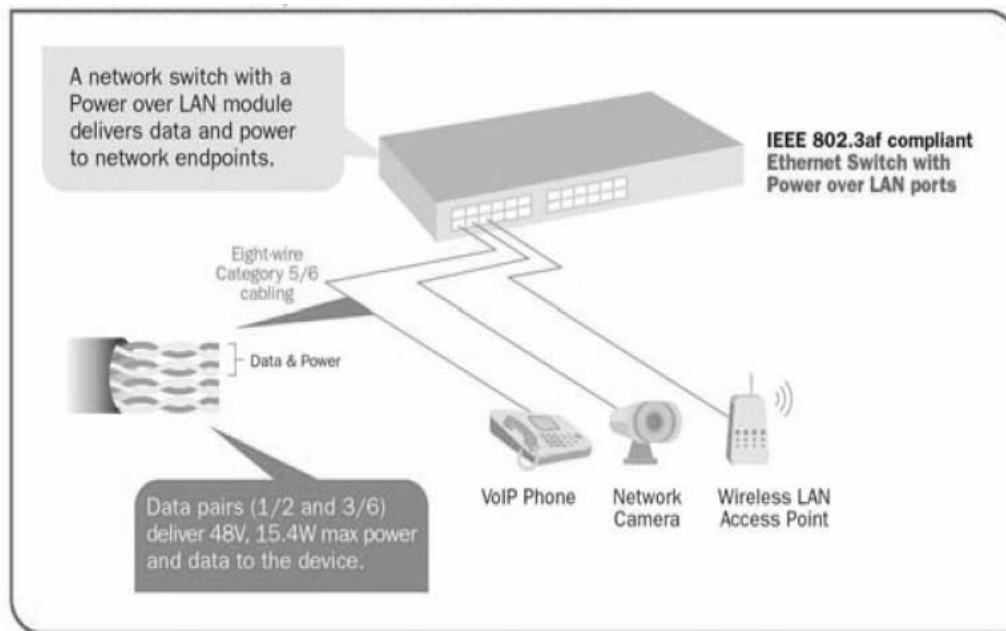 A network switch with a
Power over LAN module
delivers data and power
to network endpoints.
IEEE 802.3af compliant
Ethernet Switch with
Power over LAN ports
Eight-wire
Category 5/6
cabling
Data & Power
Data pairs (1/2 and 3/6)
deliver 48V, 15.4W max power
and data to the device.
VoIP Phone
Network
Camera
Wireless LAN
Access Point